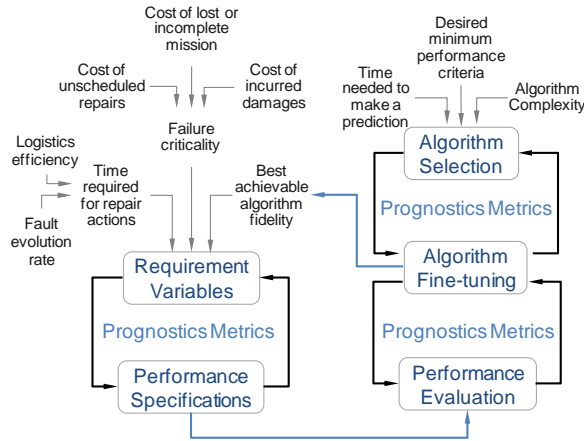 Cost of lost or
incomplete
mission
Cost of
unscheduled
repairs
Cost of
incurred
damages
Failure
criticality
Logistics
efficiency
Fault
evolution
rate
Time
required
for repair
actions
Best
achievable
algorithm
fidelity
Requirement
Variables
Prognostics Metrics
Performance
Specifications
Desired
minimum
performance
criteria
Time
needed to
make a
prediction
Algorithm
Complexity
Algorithm
Selection
Prognostics Metrics
Algorithm
Fine-tuning
Prognostics Metrics
Performance
Evaluation